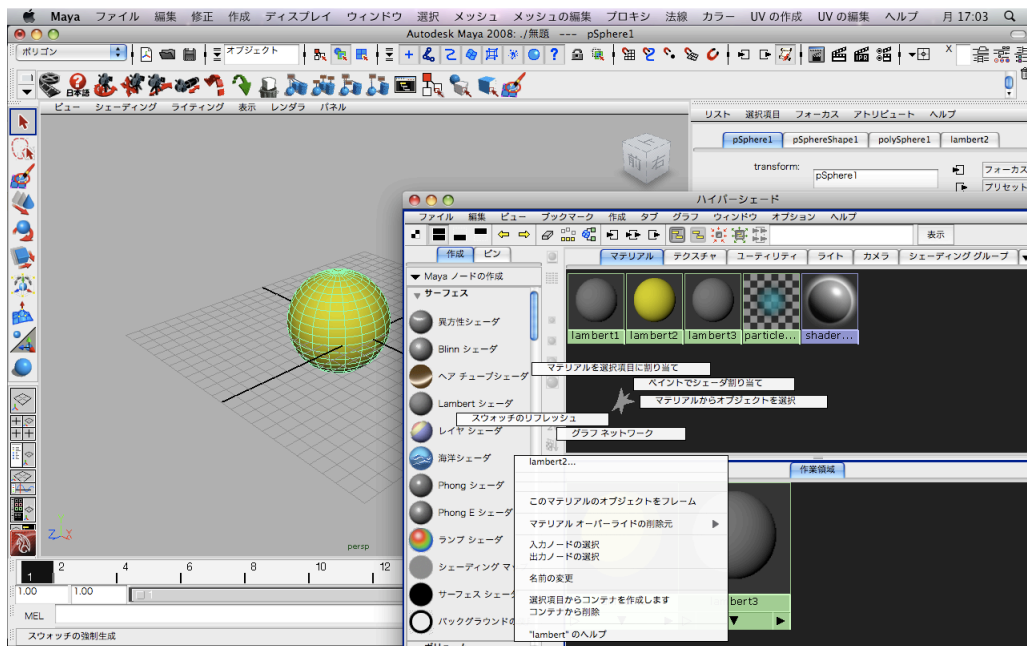 Maya ファイル 編集 修正 作成 ディスプレイ ウィンドウ 選択 メッシュ メッシュの編集 プロキシ 法線 カラー UV の作成 UV の編集 ヘルプ 月 17:03
Autodesk Maya 2008: ./無題 --- pSphere1
ポリゴン オブジェクト
日本語
ビュー シェーディング ライティング 表示 レンダラ パネル
リスト 選択項目 フォーカス アトリビュート ヘルプ
pSphere1 pSphereShape1 polySphere1 lambert2
transform: pSphere1 フォーカス
プリセット
上 前 右
ハイパーシェード
ファイル 編集 ビュー ブックマーク 作成 タブ グラフ ウィンドウ オプション ヘルプ
表示
作成 ビン マテリアル テクスチャ ユーティリティ ライト カメラ シェーディング グループ
Maya ノードの作成
サーフェス
異方性シェーダ
Blinn シェーダ
ヘア チューブシェーダ
Lambert シェーダ
レイヤ シェーダ
海洋シェーダ
Phong シェーダ
Phong E シェーダ
ランプ シェーダ
シェーディング マ
サーフェス シェー
バックグラウンドの
ボリューム
lambert1 lambert2 lambert3 particle... shader...
マテリアルを選択項目に割り当て
ペイントでシェーダ割り当て
マテリアルからオブジェクトを選択
スウォッチのリフレッシュ
グラフ ネットワーク
作業領域
lambert2...
このマテリアルのオブジェクトをフレーム
マテリアル オーバーライドの削除元
入力ノードの選択
出力ノードの選択
名前の変更
選択項目からコンテナを作成します
コンテナから削除
"lambert" のヘルプ
bert3
Y
Z X
persp
1 2 4 6 8 10 12
1.00 1.00 1
MEL
スウォッチの強制生成